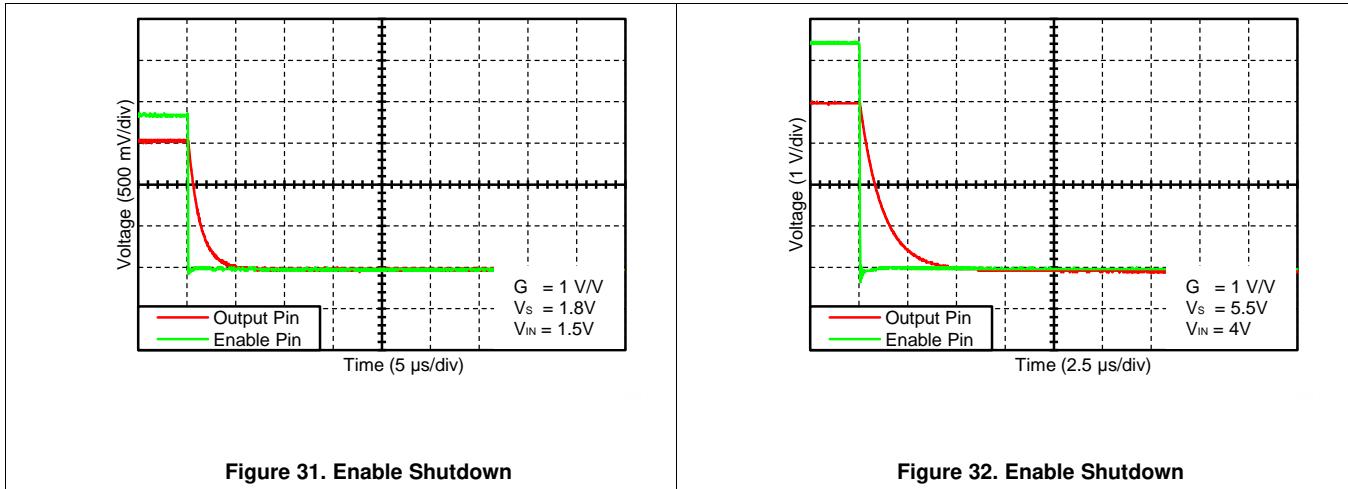 Voltage (500 mV/div)
Output Pin
Enable Pin
G = 1 V/V
VS = 1.8V
VIN = 1.5V
Time (5 µs/div)
Figure 31. Enable Shutdown
Voltage (1 V/div)
Output Pin
Enable Pin
G = 1 V/V
VS = 5.5V
VIN = 4V
Time (2.5 µs/div)
Figure 32. Enable Shutdown